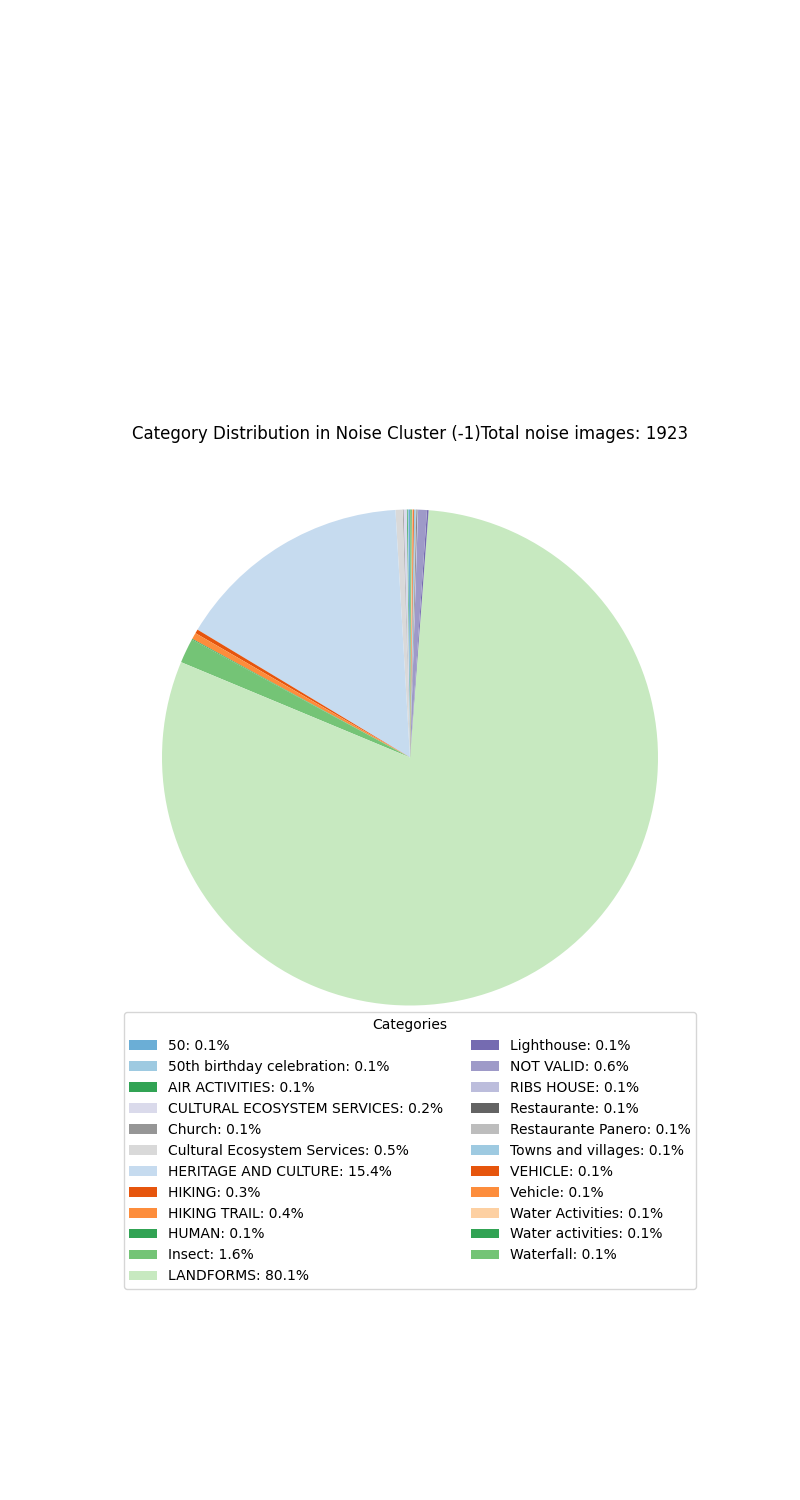 Category Distribution in Noise Cluster (-1)Total noise images: 1923
Categories
50: 0.1%
50th birthday celebration: 0.1%
AIR ACTIVITIES: 0.1%
CULTURAL ECOSYSTEM SERVICES: 0.2%
Church: 0.1%
Cultural Ecosystem Services: 0.5%
HERITAGE AND CULTURE: 15.4%
HIKING: 0.3%
HIKING TRAIL: 0.4%
HUMAN: 0.1%
Insect: 1.6%
LANDFORMS: 80.1%
Lighthouse: 0.1%
NOT VALID: 0.6%
RIBS HOUSE: 0.1%
Restaurante: 0.1%
Restaurante Panero: 0.1%
Towns and villages: 0.1%
VEHICLE: 0.1%
Vehicle: 0.1%
Water Activities: 0.1%
Water activities: 0.1%
Waterfall: 0.1%